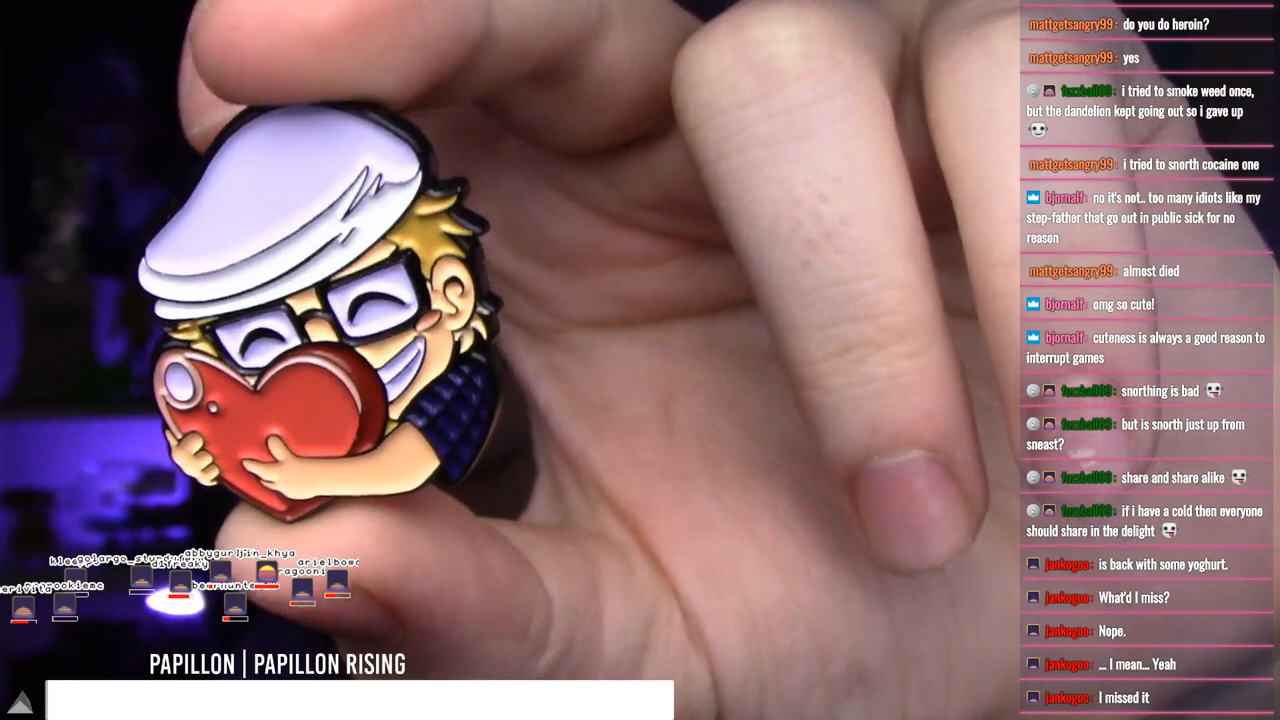 mattgetsangry99: do you do heroin?
mattgetsangry99: yes
fuzzball69: i tried to smoke weed once,
but the dandelion kept going out so i gave up
mattgetsangry99: i tried to snorth cocaine one
bjornalf: no it's not.. too many idiots like my
step-father that go out in public sick for no
reason
mattgetsangry99: almost died
bjornalf: omg so cute!
bjornalf: cuteness is always a good reason to
interrupt games
fuzzball69: snorthing is bad
fuzzball69: but is snorth just up from
sneast?
fuzzball69: share and share alike
fuzzball69: if i have a cold then everyone
should share in the delight
jankogoo: is back with some yoghurt.
jankogoo: What'd I miss?
jankogoo: Nope.
jankogoo: ... I mean... Yeah
jankogoo: I missed it
PAPILLON | PAPILLON RISING